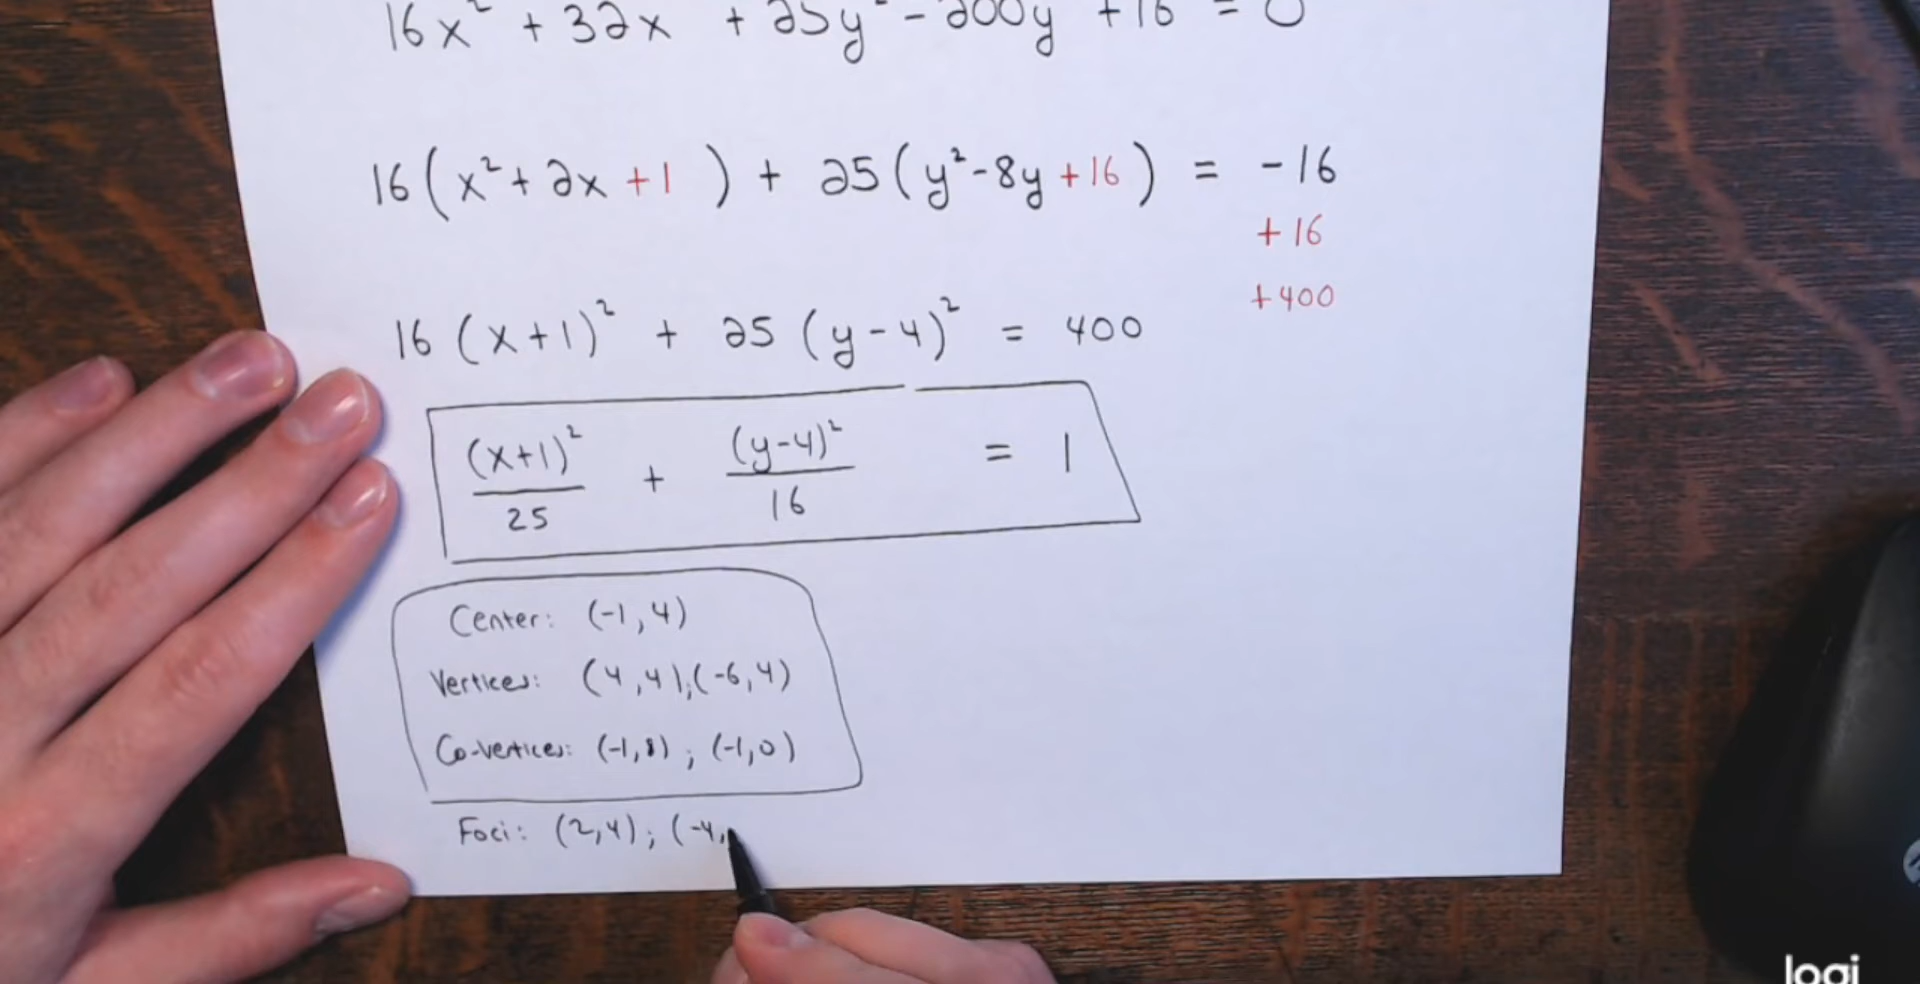 16x² + 32x + 25y² - 200y + 16 = 0
16(x² + 2x + 1) + 25(y² - 8y + 16) = -16
+16
+400
16(x+1)² + 25(y-4)² = 400
(x+1)²/25 + (y-4)²/16 = 1
Center: (-1,4)
Vertices: (4,4);(-6,4)
Co-vertices: (-1,8) ; (-1,0)
Foci: (2,4); (-4,
logi